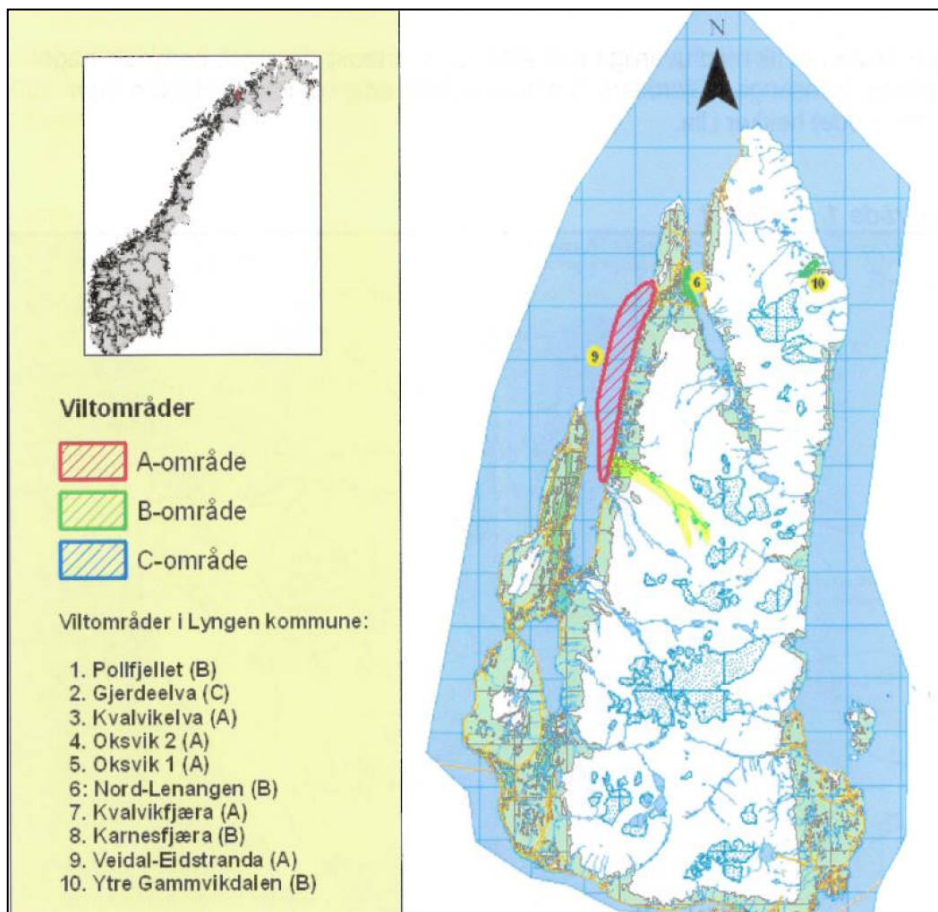 Viltområder
A-område
B-område
C-område
Viltområder i Lyngen kommune:
1. Pollfjellet (B)
2. Gjerdeelva (C)
3. Kvalvikelva (A)
4. Oksvik 2 (A)
5. Oksvik 1 (A)
6: Nord-Lenangen (B)
7. Kvalvikfjæra (A)
8. Karnesfjæra (B)
9. Veidal-Eidstranda (A)
10. Ytre Gammvikdalen (B)
N
6
10
9